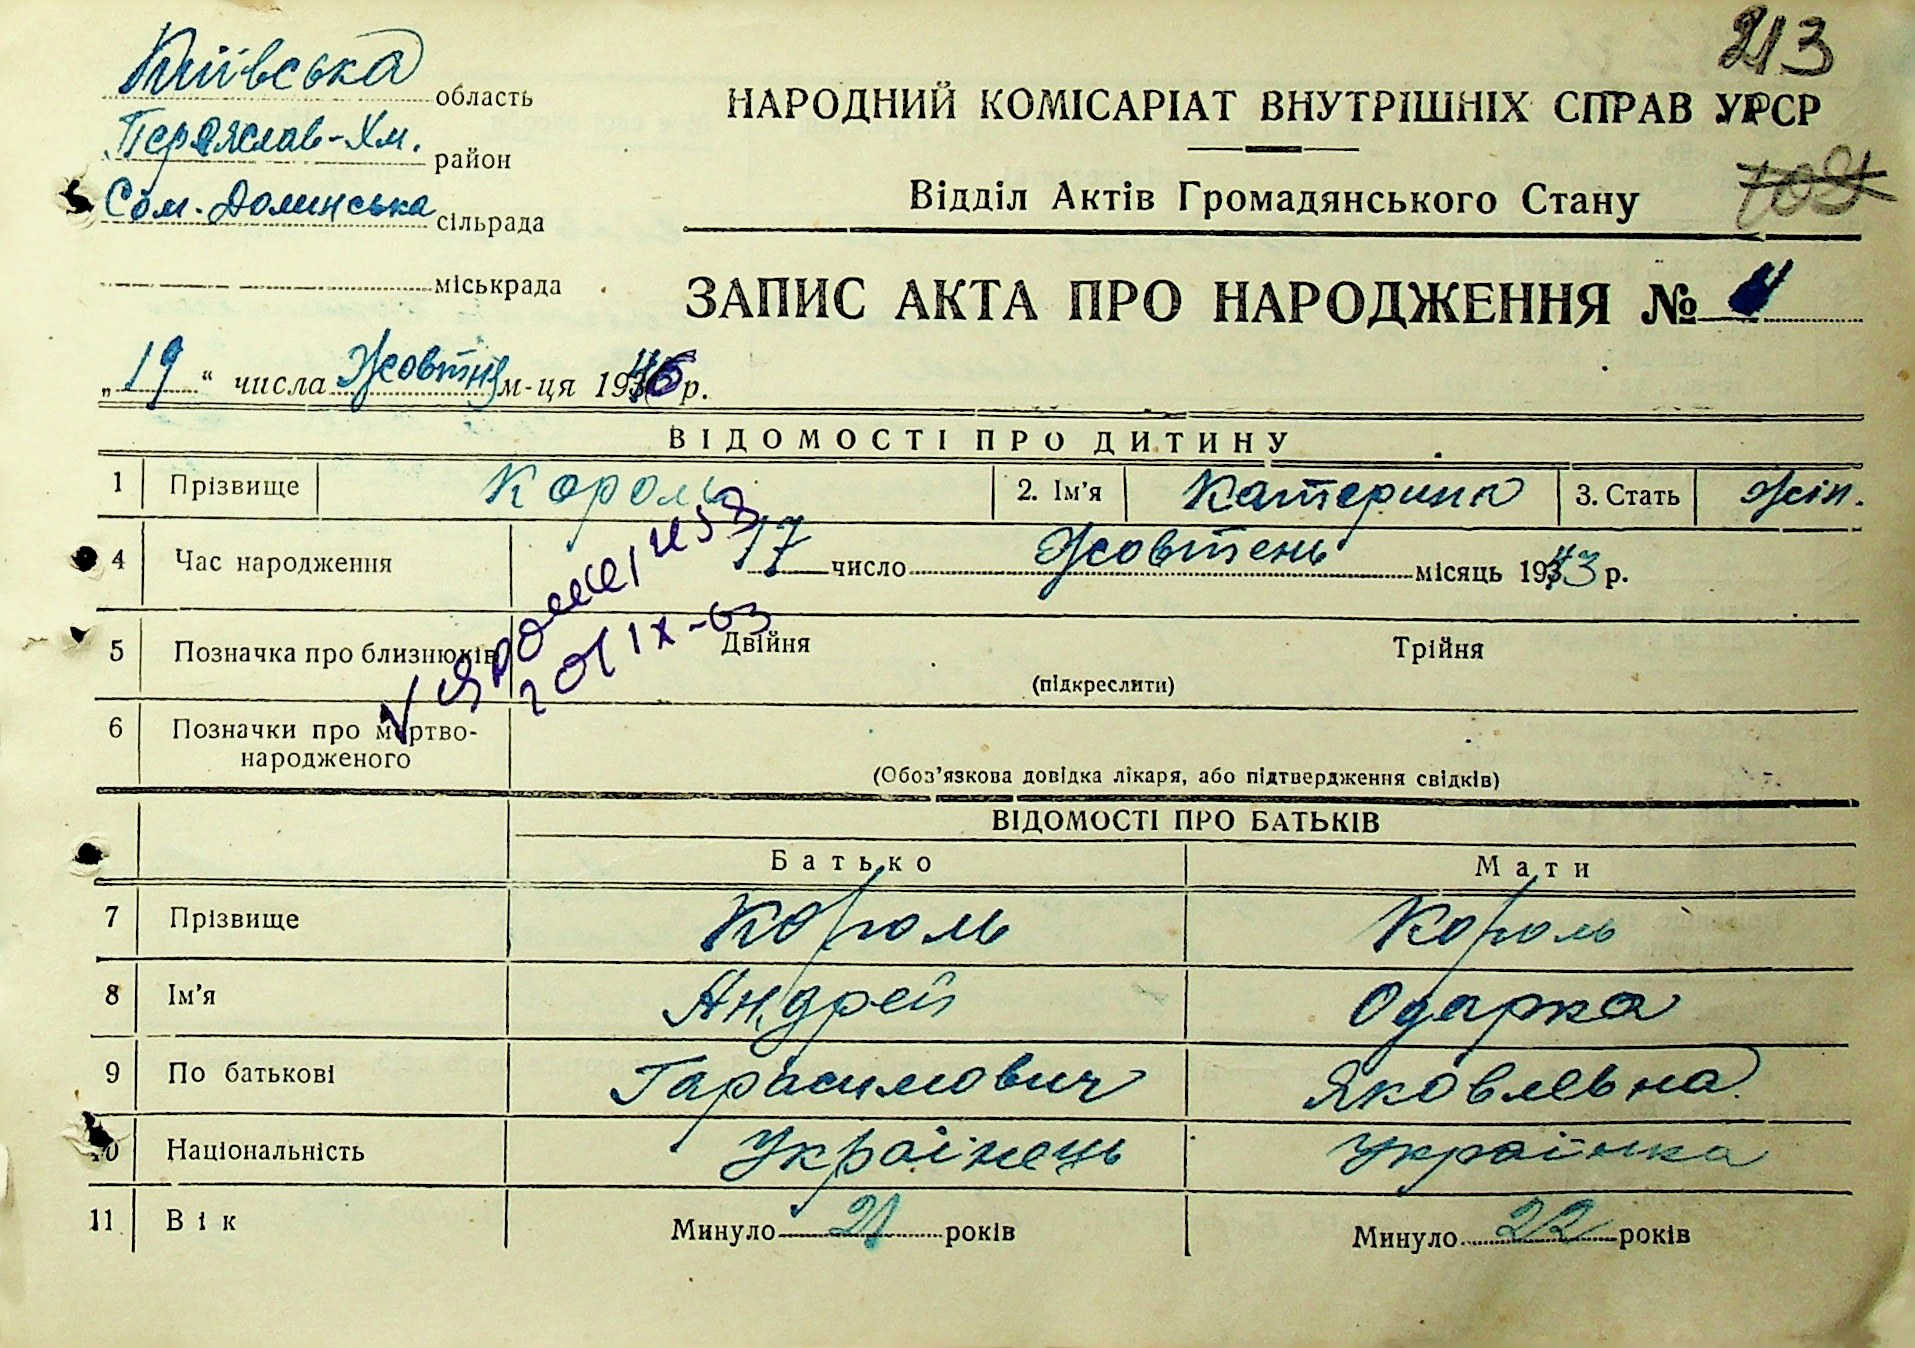 213
Київська область
Переяслав-Хм. район
Сом.-Долинська сільрада
міськрада
НАРОДНИЙ КОМІСАРІАТ ВНУТРІШНІХ СПРАВ УРСР
Відділ Актів Громадянського Стану
ЗАПИС АКТА ПРО НАРОДЖЕННЯ №
„19“ числа Жовтня м-ця 1945 р.
ВІДОМОСТІ ПРО ДИТИНУ
1 Прізвище Король 2. Ім'я Катерина 3. Стать жін.
4 Час народження 17 число Жовтень місяць 1943 р.
5 Позначка про близнюків Двійня Трійня
(підкреслити)
6 Позначки про мертво-
народженого
(Обов'язкова довідка лікаря, або підтвердження свідків)
ВІДОМОСТІ ПРО БАТЬКІВ
Батько Мати
7 Прізвище Король Король
8 Ім'я Андрей Одарка
9 По батькові Гарасимович Яковлевна
10 Національність Українець Українка
11 Вік Минуло 21 років Минуло 22 років